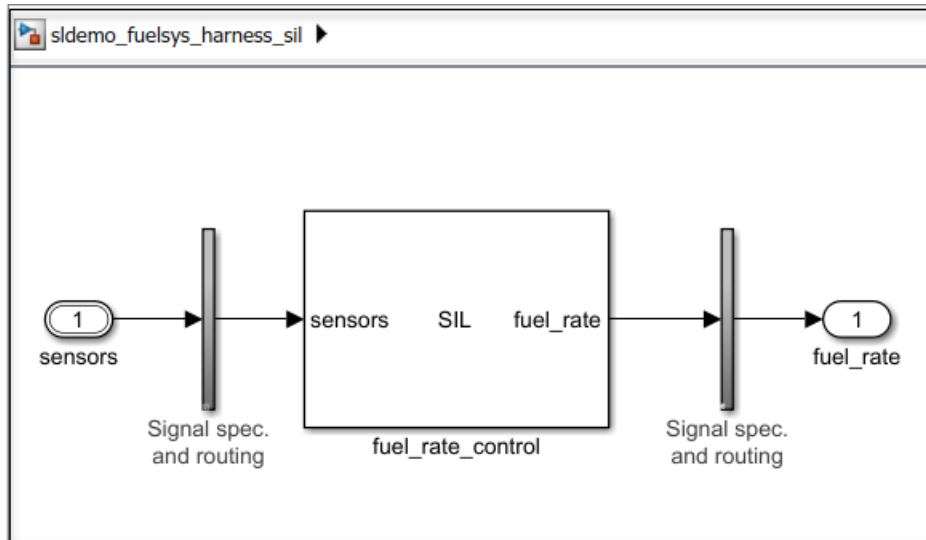 sldemo_fuelsys_harness_sil
1
sensors
Signal spec.
and routing
sensors SIL fuel_rate
fuel_rate_control
Signal spec.
and routing
1
fuel_rate